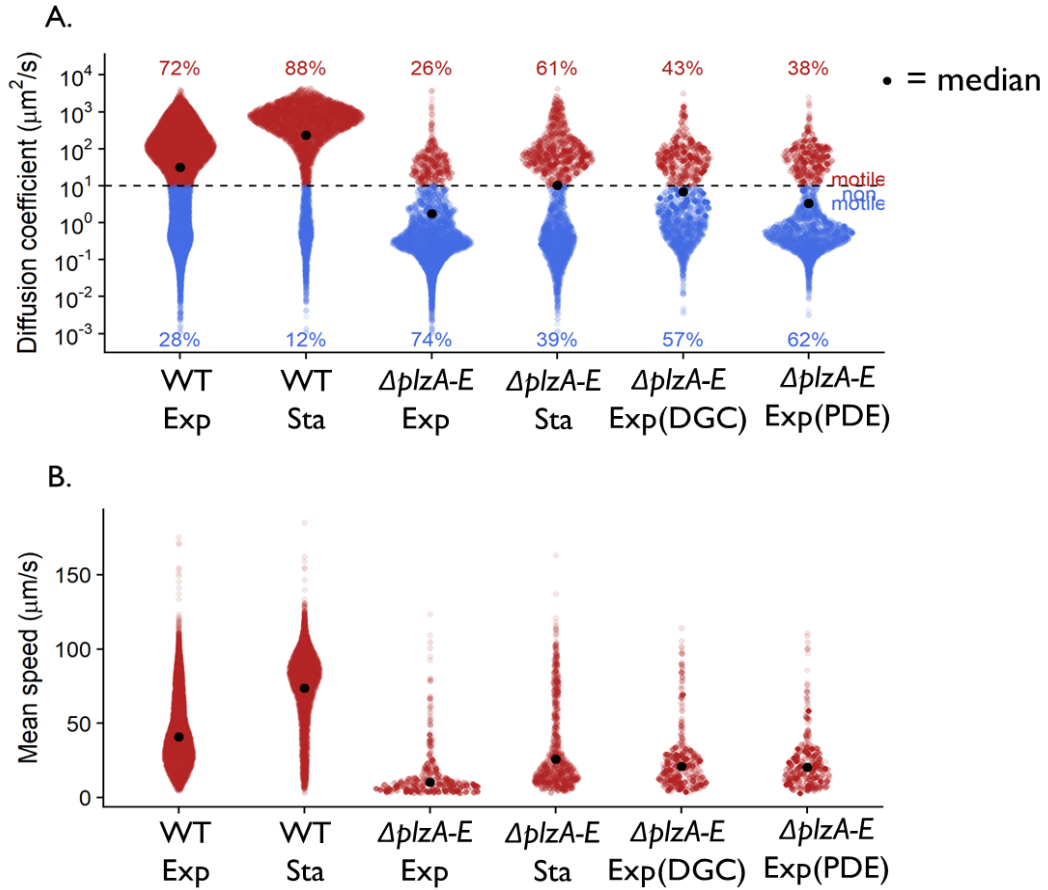 A.
Diffusion coefficient (μm²/s)
10⁴
10³
10²
10¹
10⁰
10⁻¹
10⁻²
10⁻³
72% 88% 26% 61% 43% 38%
• = median
motile
non
motile
28% 12% 74% 39% 57% 62%
WT WT ΔplzA-E ΔplzA-E ΔplzA-E ΔplzA-E
Exp Sta Exp Sta Exp(DGC) Exp(PDE)
B.
Mean speed (μm/s)
150
100
50
0
WT WT ΔplzA-E ΔplzA-E ΔplzA-E ΔplzA-E
Exp Sta Exp Sta Exp(DGC) Exp(PDE)